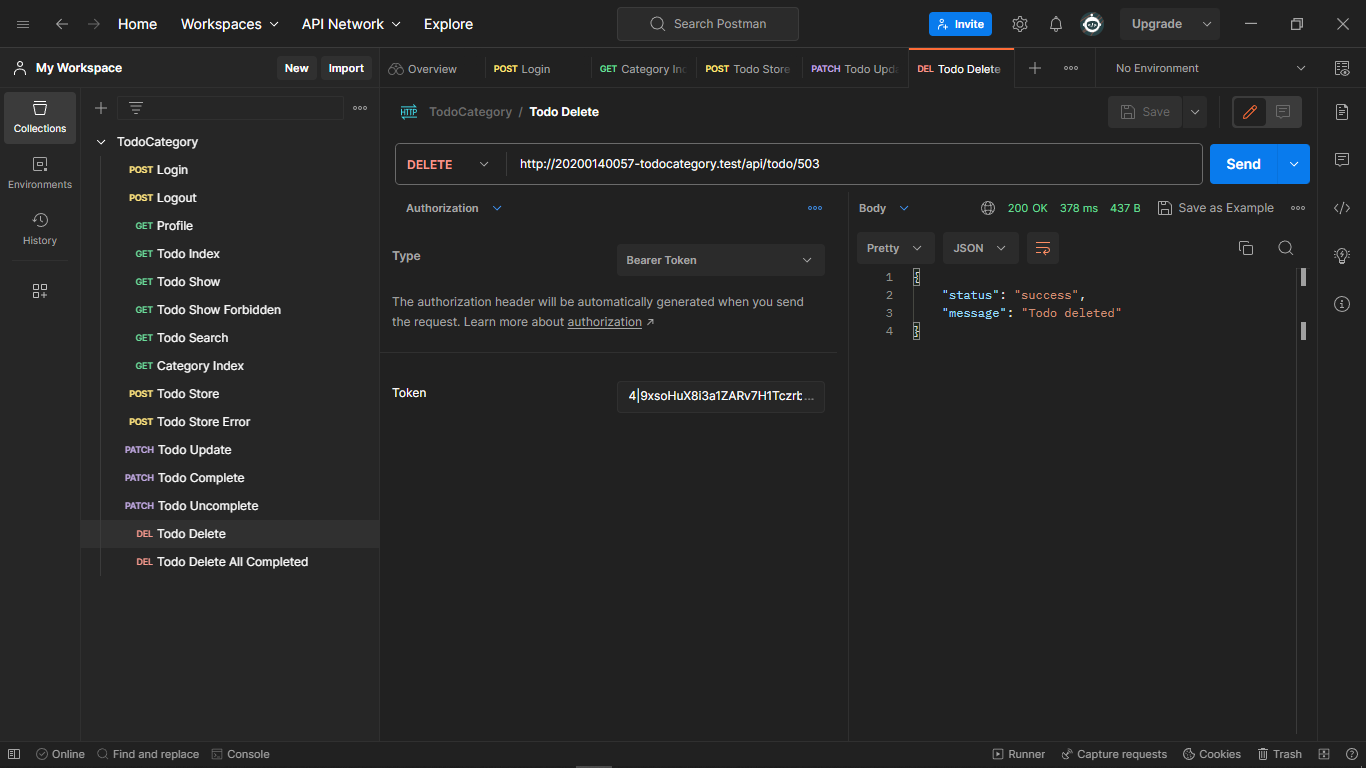 Home Workspaces API Network Explore Search Postman Invite Upgrade
My Workspace New Import Overview POST Login GET Category In POST Todo Store PATCH Todo Upda DEL Todo Delete No Environment
Collections
Environments
History
TodoCategory
POST Login
POST Logout
GET Profile
GET Todo Index
GET Todo Show
GET Todo Show Forbidden
GET Todo Search
GET Category Index
POST Todo Store
POST Todo Store Error
PATCH Todo Update
PATCH Todo Complete
PATCH Todo Uncomplete
DEL Todo Delete
DEL Todo Delete All Completed
HTTP TodoCategory / Todo Delete Save
DELETE http://20200140057-todocategory.test/api/todo/503 Send
Authorization
Type Bearer Token
The authorization header will be automatically generated when you send
the request. Learn more about authorization ↗
Token 4|9xsoHuX8i3a1ZARv7H1Tczrb...
Body 200 OK 378 ms 437 B Save as Example
Pretty JSON
1 {
2 "status": "success",
3 "message": "Todo deleted"
4 }
Online Find and replace Console Runner Capture requests Cookies Trash